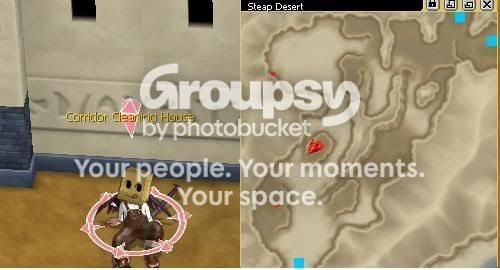 Steap Desert
Groupsy
Corridor Cleaning House
by photobucket
Your people. Your moments.
Your space.